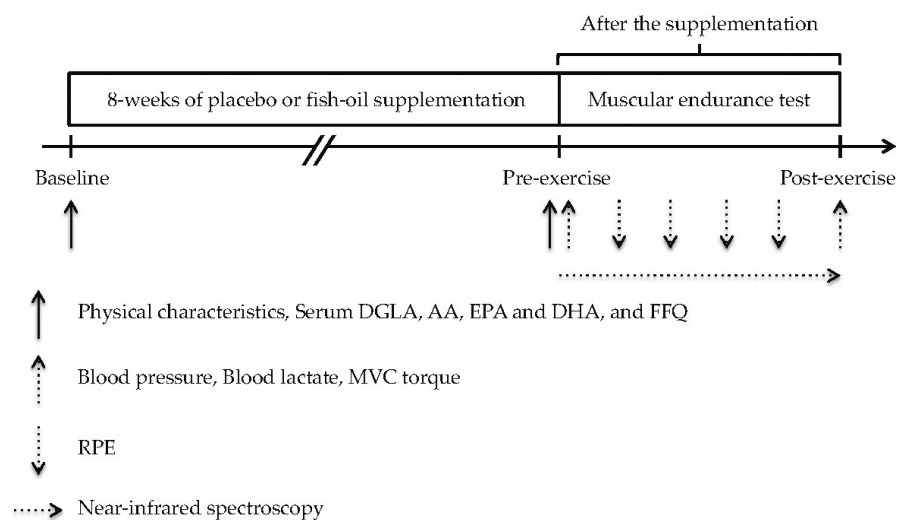 After the supplementation
8-weeks of placebo or fish-oil supplementation
Muscular endurance test
Baseline
Pre-exercise
Post-exercise
Physical characteristics, Serum DGLA, AA, EPA and DHA, and FFQ
Blood pressure, Blood lactate, MVC torque
RPE
Near-infrared spectroscopy